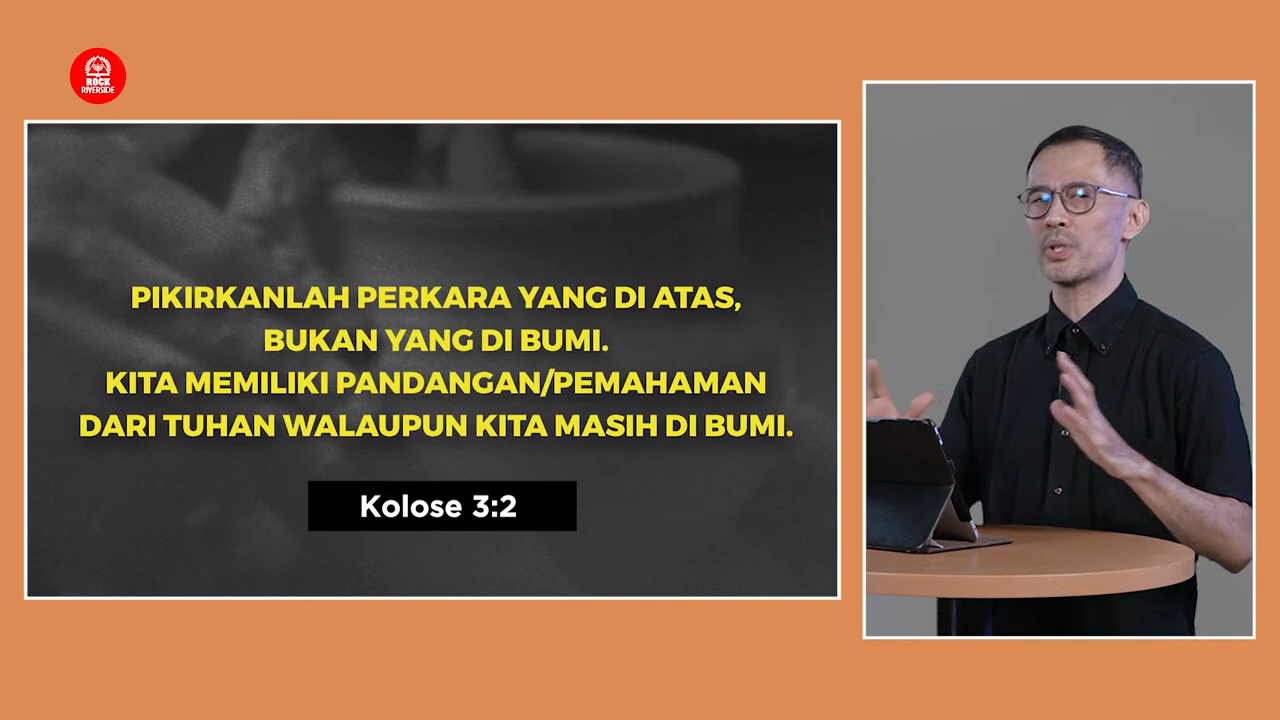 ROCK
RIVERSIDE
PIKIRKANLAH PERKARA YANG DI ATAS,
BUKAN YANG DI BUMI.
KITA MEMILIKI PANDANGAN/PEMAHAMAN
DARI TUHAN WALAUPUN KITA MASIH DI BUMI.
Kolose 3:2